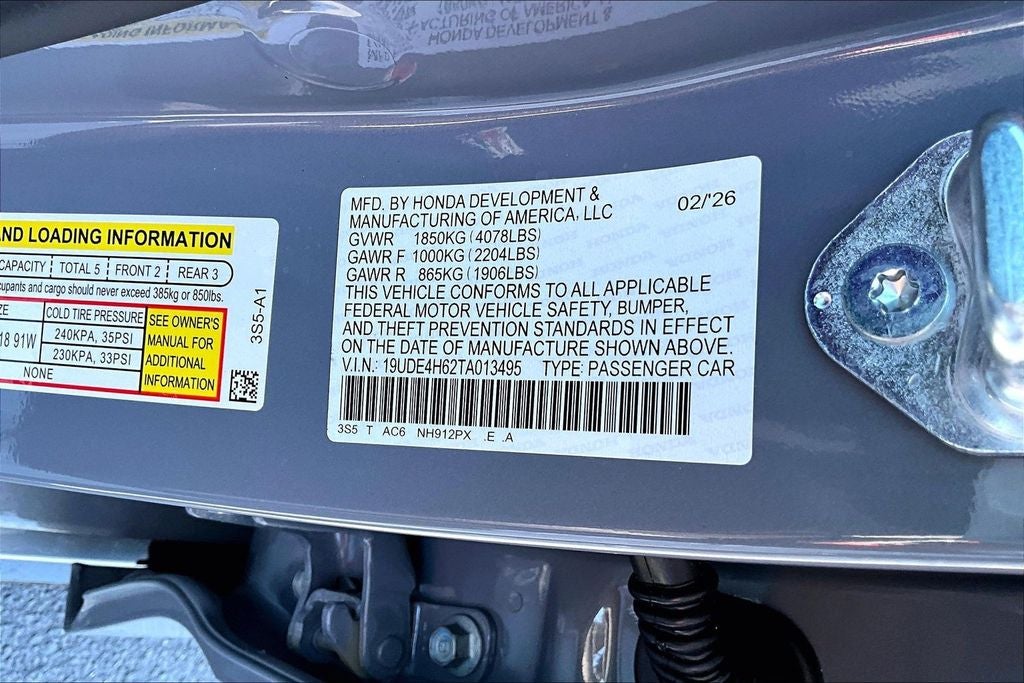 AND LOADING INFORMATION
CAPACITY TOTAL 5 FRONT 2 REAR 3
cupants and cargo should never exceed 385kg or 850lbs.
ZE COLD TIRE PRESSURE
18 91W 240KPA, 35PSI
230KPA, 33PSI
NONE
SEE OWNER'S
MANUAL FOR
ADDITIONAL
INFORMATION
3S5-A1
MFD. BY HONDA DEVELOPMENT & 02/'26
MANUFACTURING OF AMERICA, LLC
GVWR 1850KG (4078LBS)
GAWR F 1000KG (2204LBS)
GAWR R 865KG (1906LBS)
THIS VEHICLE CONFORMS TO ALL APPLICABLE
FEDERAL MOTOR VEHICLE SAFETY, BUMPER,
AND THEFT PREVENTION STANDARDS IN EFFECT
ON THE DATE OF MANUFACTURE SHOWN ABOVE.
V.I.N.: 19UDE4H62TA013495 TYPE: PASSENGER CAR
3S5 T AC6 NH912PX .E .A